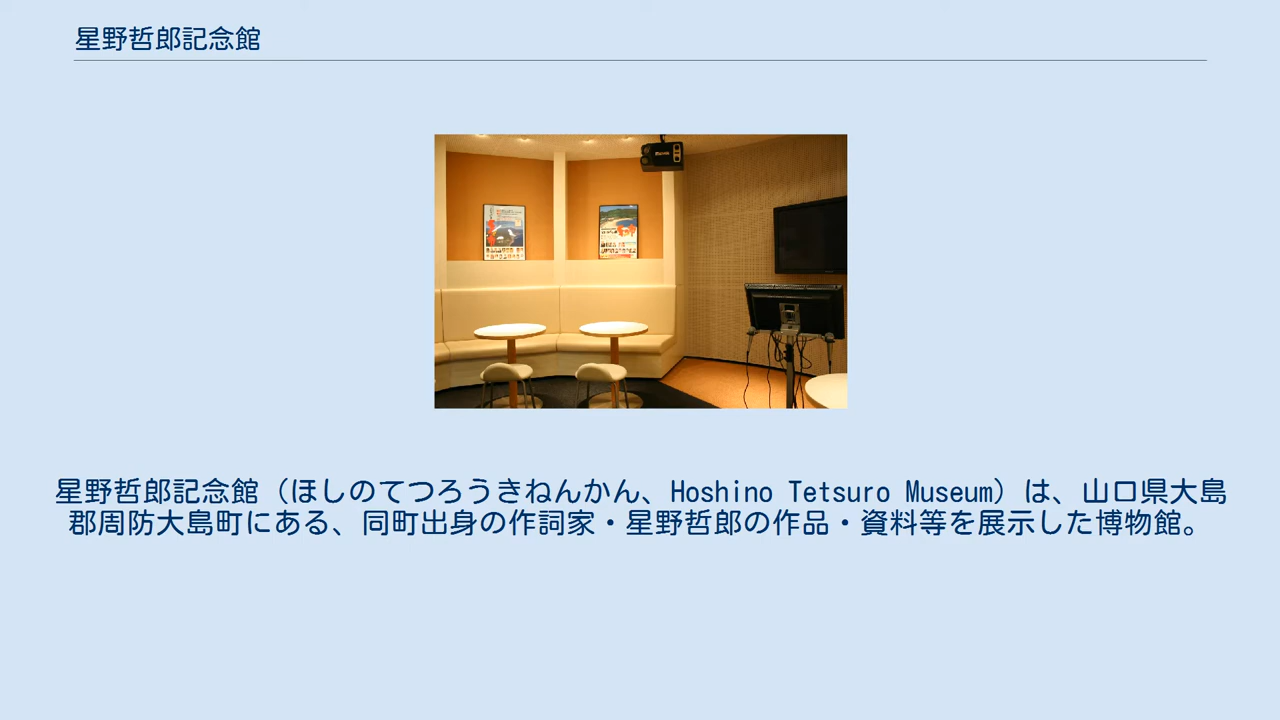 星野哲郎記念館
星野哲郎記念館（ほしのてつろうきねんかん、Hoshino Tetsuro Museum）は、山口県大島
郡周防大島町にある、同町出身の作詞家・星野哲郎の作品・資料等を展示した博物館。